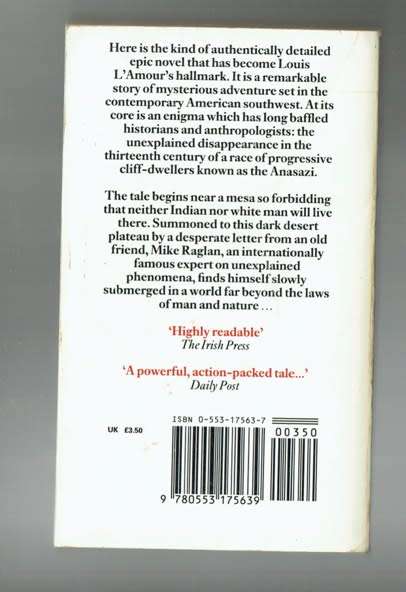 Here is the kind of authentically detailed
epic novel that has become Louis
L'Amour's hallmark. It is a remarkable
story of mysterious adventure set in the
contemporary American southwest. At its
core is an enigma which has long baffled
historians and anthropologists: the
unexplained disappearance in the
thirteenth century of a race of progressive
cliff-dwellers known as the Anasazi.
The tale begins near a mesa so forbidding
that neither Indian nor white man will live
there. Summoned to this dark desert
plateau by a desperate letter from an old
friend, Mike Raglan, an internationally
famous expert on unexplained
phenomena, finds himself slowly
submerged in a world far beyond the laws
of man and nature ...
'Highly readable'
The Irish Press
'A powerful, action-packed tale...'
Daily Post
ISBN 0-553-17563-7
00350
UK £3.50
9 780553 175639